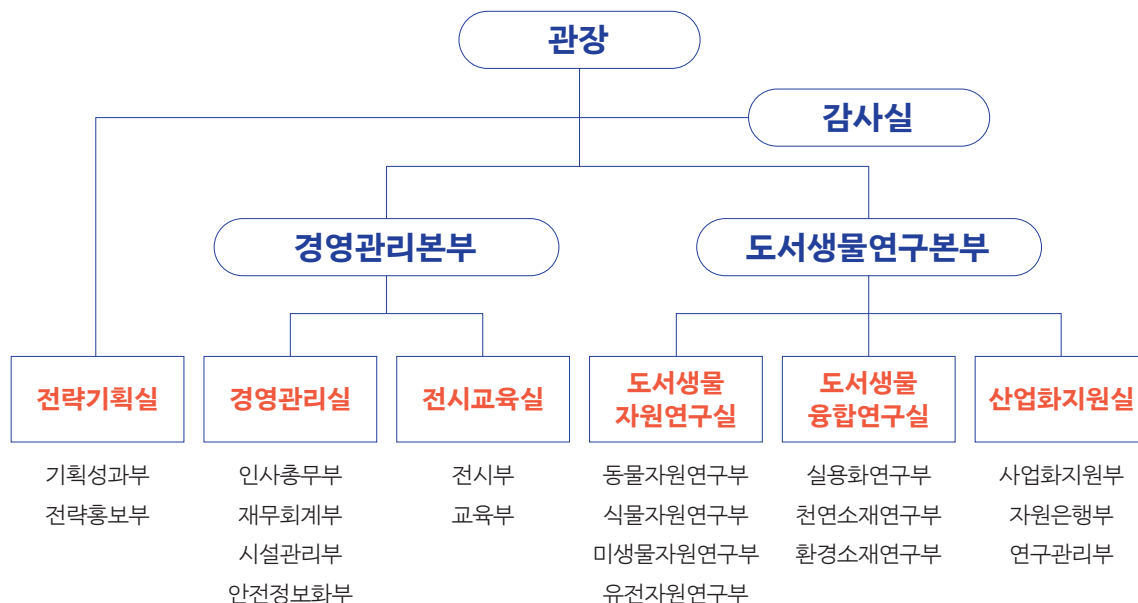 관장
감사실
경영관리본부
도서생물연구본부
전략기획실
기획성과부
전략홍보부
경영관리실
인사총무부
재무회계부
시설관리부
안전정보화부
전시교육실
전시부
교육부
도서생물
자원연구실
동물자원연구부
식물자원연구부
미생물자원연구부
유전자원연구부
도서생물
융합연구실
실용화연구부
천연소재연구부
환경소재연구부
산업화지원실
사업화지원부
자원은행부
연구관리부